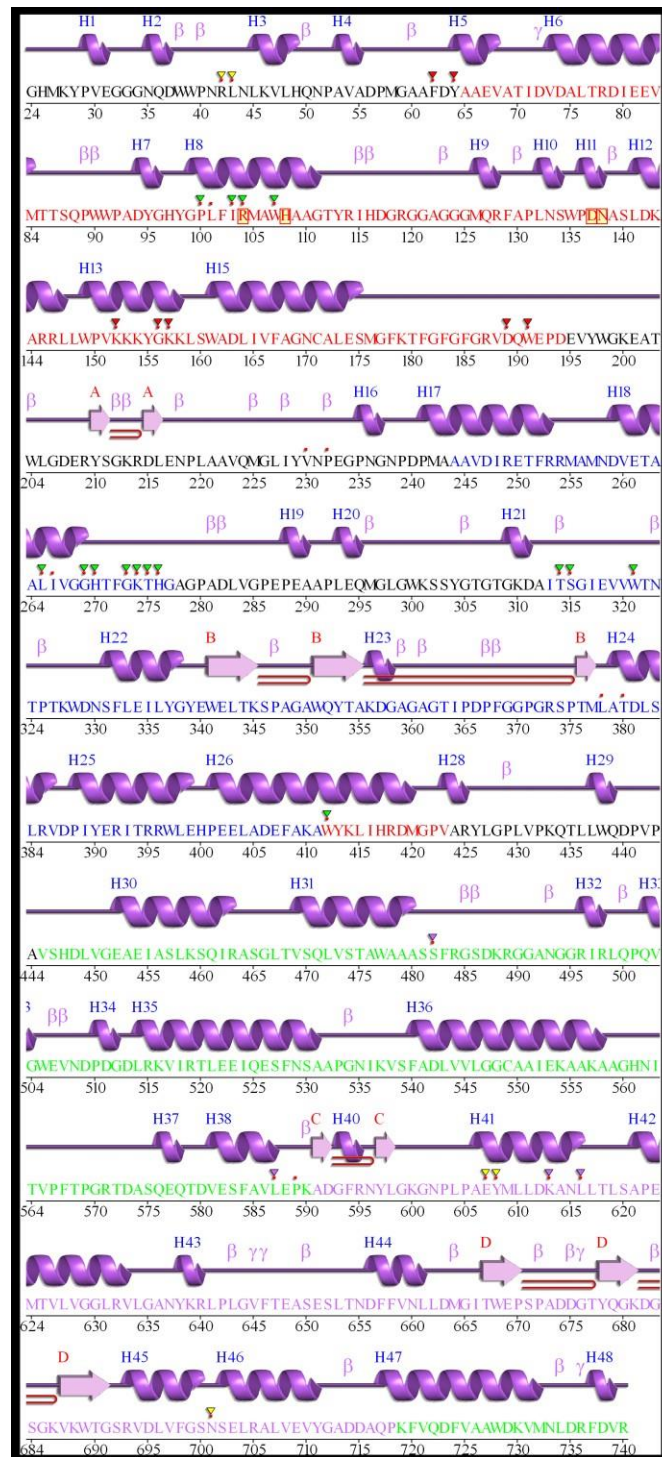 H1 H2 β β H3 β H4 β H5 γ H6
GHMKYPVEGGGNQDWWPNRLNLKVLHQNPAVADPMGAAFDYAAEVATIDVDALTRDIEEV
24 30 35 40 45 50 55 60 65 70 75 80
ββ H7 H8 ββ β H9 β H10 H11 β H12
MTTSQPWWPADYGHYGPLFIRMAWHAAGTYRIHDGRGGAGGGMQRFAPLNSWPDNASLDK
84 90 95 100 105 110 115 120 125 130 135 140
H13 H15
ARRLLWPVKKKYGKKLSWADLIVFAGNCALESMGFKTFGFGFGRVDQWEPDEVYWGKEAT
144 150 155 160 165 170 175 180 185 190 195 200
β A ββ A β β β β H16 H17 H18
WLGDERYSGKRDLENPLAAVQMGLIYVNPEGPNGNPDPMAAAVDIRETFRRMAMNDVETA
204 210 215 220 225 230 235 240 245 250 255 260
ββ H19 H20 β β H21 β β
ALIVGGHTFGKTHGAGPADLVGPEPEAAPLEQMGLGWKSSYGTGTGKDAITSGIEVVWTN
264 270 275 280 285 290 295 300 305 310 315 320
β H22 B β B H23 β β ββ B H24
TPTKWDNSFLEILYGYEWELTKSPAGAWQYTAKDGAGAGTIPDPFGGPGRSPTMLATDLS
324 330 335 340 345 350 355 360 365 370 375 380
H25 H26 H28 β H29
LRVDPIYERITRRWLEHPEELADEFAKAWYKLIHRDMGPVARYLGPLVPKQTLLWQDPVP
384 390 395 400 405 410 415 420 425 430 435 440
H30 H31 ββ β H32 β H33
AVSHDLVGEAEIASLKSQIRASGLTVSQLVSTAWAAASSFRGSDKRGGANGGRIRLQPQV
444 450 455 460 465 470 475 480 485 490 495 500
3 ββ H34 H35 β H36
GWEVNDPDGDLRKVIRTLEEIQESFNSAAPGNIKVSFADLVVLGGCAAIEKAAKAAGHNI
504 510 515 520 525 530 535 540 545 550 555 560
H37 H38 β C H40 C H41 H42
TVPFTPGRTDASQEQTDVESFAVLEPKADGFRNYLGKGNPLPAEYMLLDKANLLTLSAPE
564 570 575 580 585 590 595 600 605 610 615 620
H43 β γγ β H44 β D β βγ D β
MTVLVGGLRVLGANYKRLPLGVFTEASESLTNDFFVNLLDMGITWEPSPADDGTYQGKDG
624 630 635 640 645 650 655 660 665 670 675 680
D H45 H46 β H47 β γ H48
SGKVKWTGSRVDLVFGSNSELRALVEVYGADDAQPKFVQDFVAAWDKVMNLDRFDVR
684 690 695 700 705 710 715 720 725 730 735 740